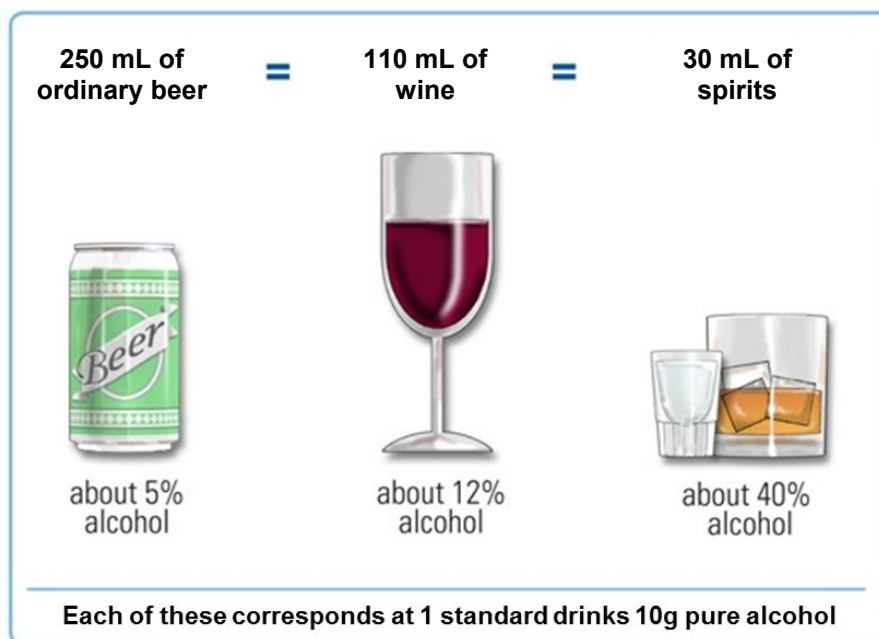 250 mL of
ordinary beer
=
110 mL of
wine
=
30 mL of
spirits
Beer
about 5%
alcohol
about 12%
alcohol
about 40%
alcohol
Each of these corresponds at 1 standard drinks 10g pure alcohol